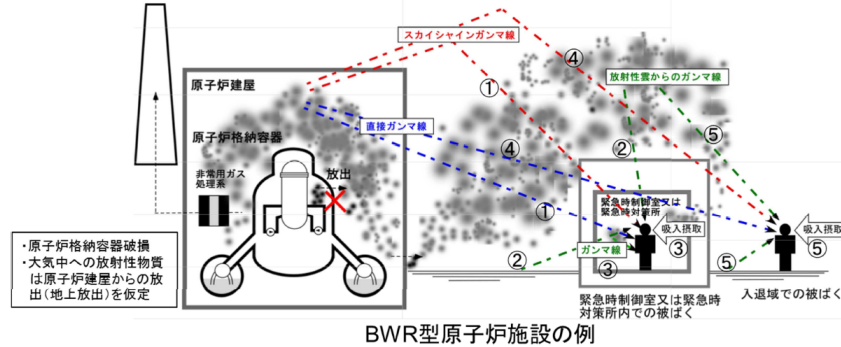 スカイシャインガンマ線
④
放射性雲からのガンマ線
①
原子炉建屋
直接ガンマ線
⑤
原子炉格納容器
④
②
非常用ガス
処理系
放出
緊急時制御室又は
緊急時対策所
①
吸入摂取
③
吸入摂取
⑤
ガンマ線
③
②
⑤
・原子炉格納容器破損
・大気中への放射性物質
は原子炉建屋からの放
出(地上放出)を仮定
緊急時制御室又は緊急時
対策所内での被ばく
入退域での被ばく
BWR型原子炉施設の例